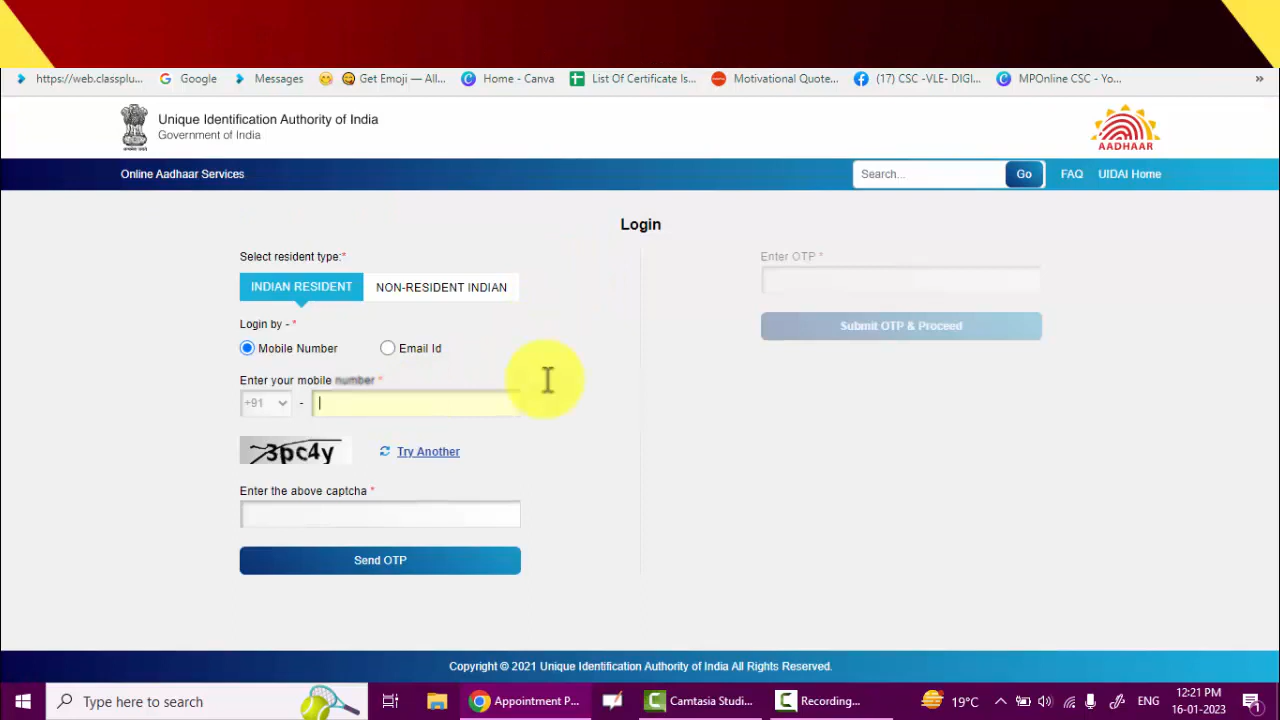 https://web.classplu... Google Messages Get Emoji — All... Home - Canva List Of Certificate Is... Motivational Quote... (17) CSC -VLE- DIGI... MPOnline CSC - Yo... »
Unique Identification Authority of India
Government of India
AADHAAR
Online Aadhaar Services Search... Go FAQ UIDAI Home
Login
Select resident type:* Enter OTP *
INDIAN RESIDENT NON-RESIDENT INDIAN
Submit OTP & Proceed
Login by - *
Mobile Number Email Id
Enter your mobile number *
+91 -
3pc4y Try Another
Enter the above captcha *
Send OTP
Copyright © 2021 Unique Identification Authority of India All Rights Reserved.
Type here to search Appointment P... Camtasia Studi... Recording... 19°C ENG 12:21 PM
16-01-2023 1